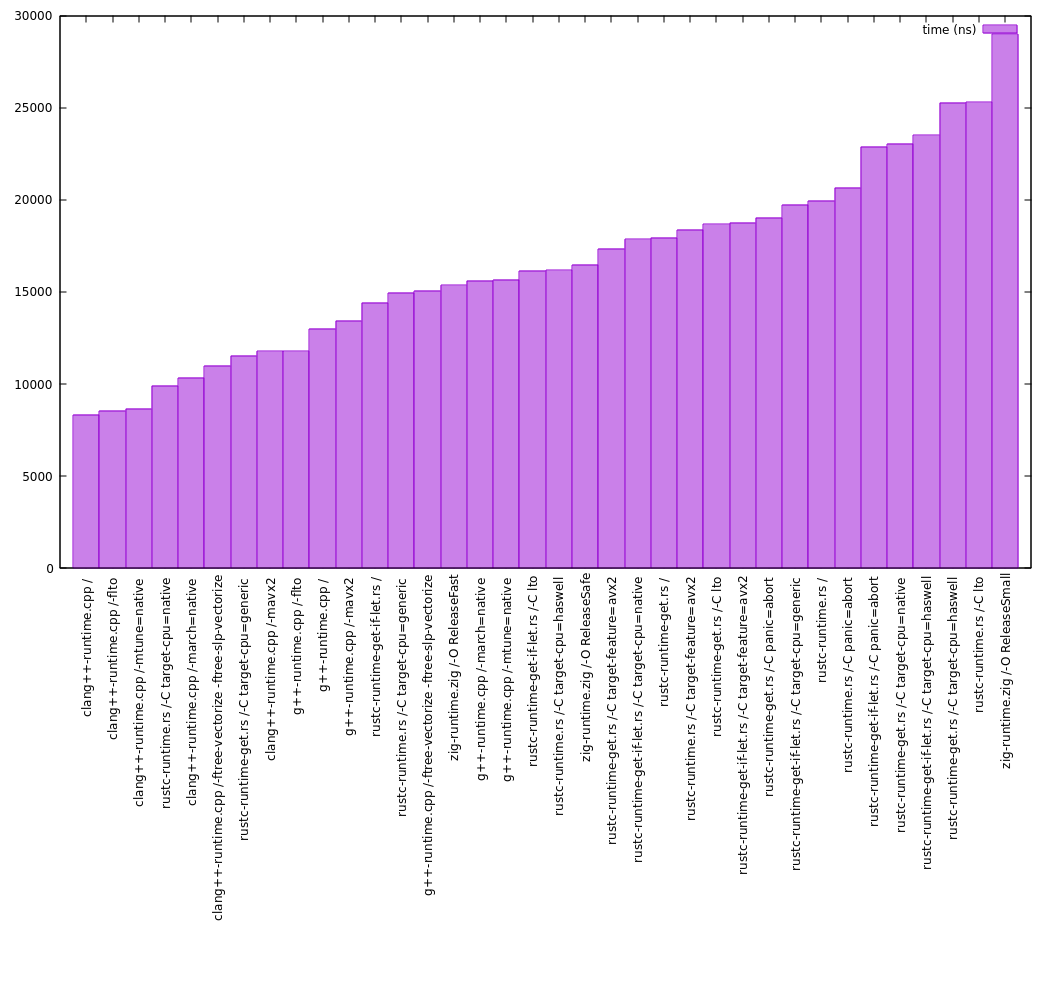 30000
25000
20000
15000
10000
5000
0
time (ns)
clang++-runtime.cpp /
clang++-runtime.cpp /-flto
clang++-runtime.cpp /-mtune=native
rustc-runtime.rs /-C target-cpu=native
clang++-runtime.cpp /-march=native
clang++-runtime.cpp /-ftree-vectorize -ftree-slp-vectorize
rustc-runtime-get.rs /-C target-cpu=generic
clang++-runtime.cpp /-mavx2
g++-runtime.cpp /-flto
g++-runtime.cpp /
g++-runtime.cpp /-mavx2
rustc-runtime-get-if-let.rs /
rustc-runtime.rs /-C target-cpu=generic
g++-runtime.cpp /-ftree-vectorize -ftree-slp-vectorize
zig-runtime.zig /-O ReleaseFast
g++-runtime.cpp /-march=native
g++-runtime.cpp /-mtune=native
rustc-runtime-get-if-let.rs /-C lto
rustc-runtime.rs /-C target-cpu=haswell
zig-runtime.zig /-O ReleaseSafe
rustc-runtime-get.rs /-C target-feature=avx2
rustc-runtime-get-if-let.rs /-C target-cpu=native
rustc-runtime-get.rs /
rustc-runtime.rs /-C target-feature=avx2
rustc-runtime-get.rs /-C lto
rustc-runtime-get-if-let.rs /-C target-feature=avx2
rustc-runtime-get.rs /-C panic=abort
rustc-runtime-get-if-let.rs /-C target-cpu=generic
rustc-runtime.rs /
rustc-runtime.rs /-C panic=abort
rustc-runtime-get-if-let.rs /-C panic=abort
rustc-runtime-get.rs /-C target-cpu=native
rustc-runtime-get-if-let.rs /-C target-cpu=haswell
rustc-runtime-get.rs /-C target-cpu=haswell
rustc-runtime.rs /-C lto
zig-runtime.zig /-O ReleaseSmall